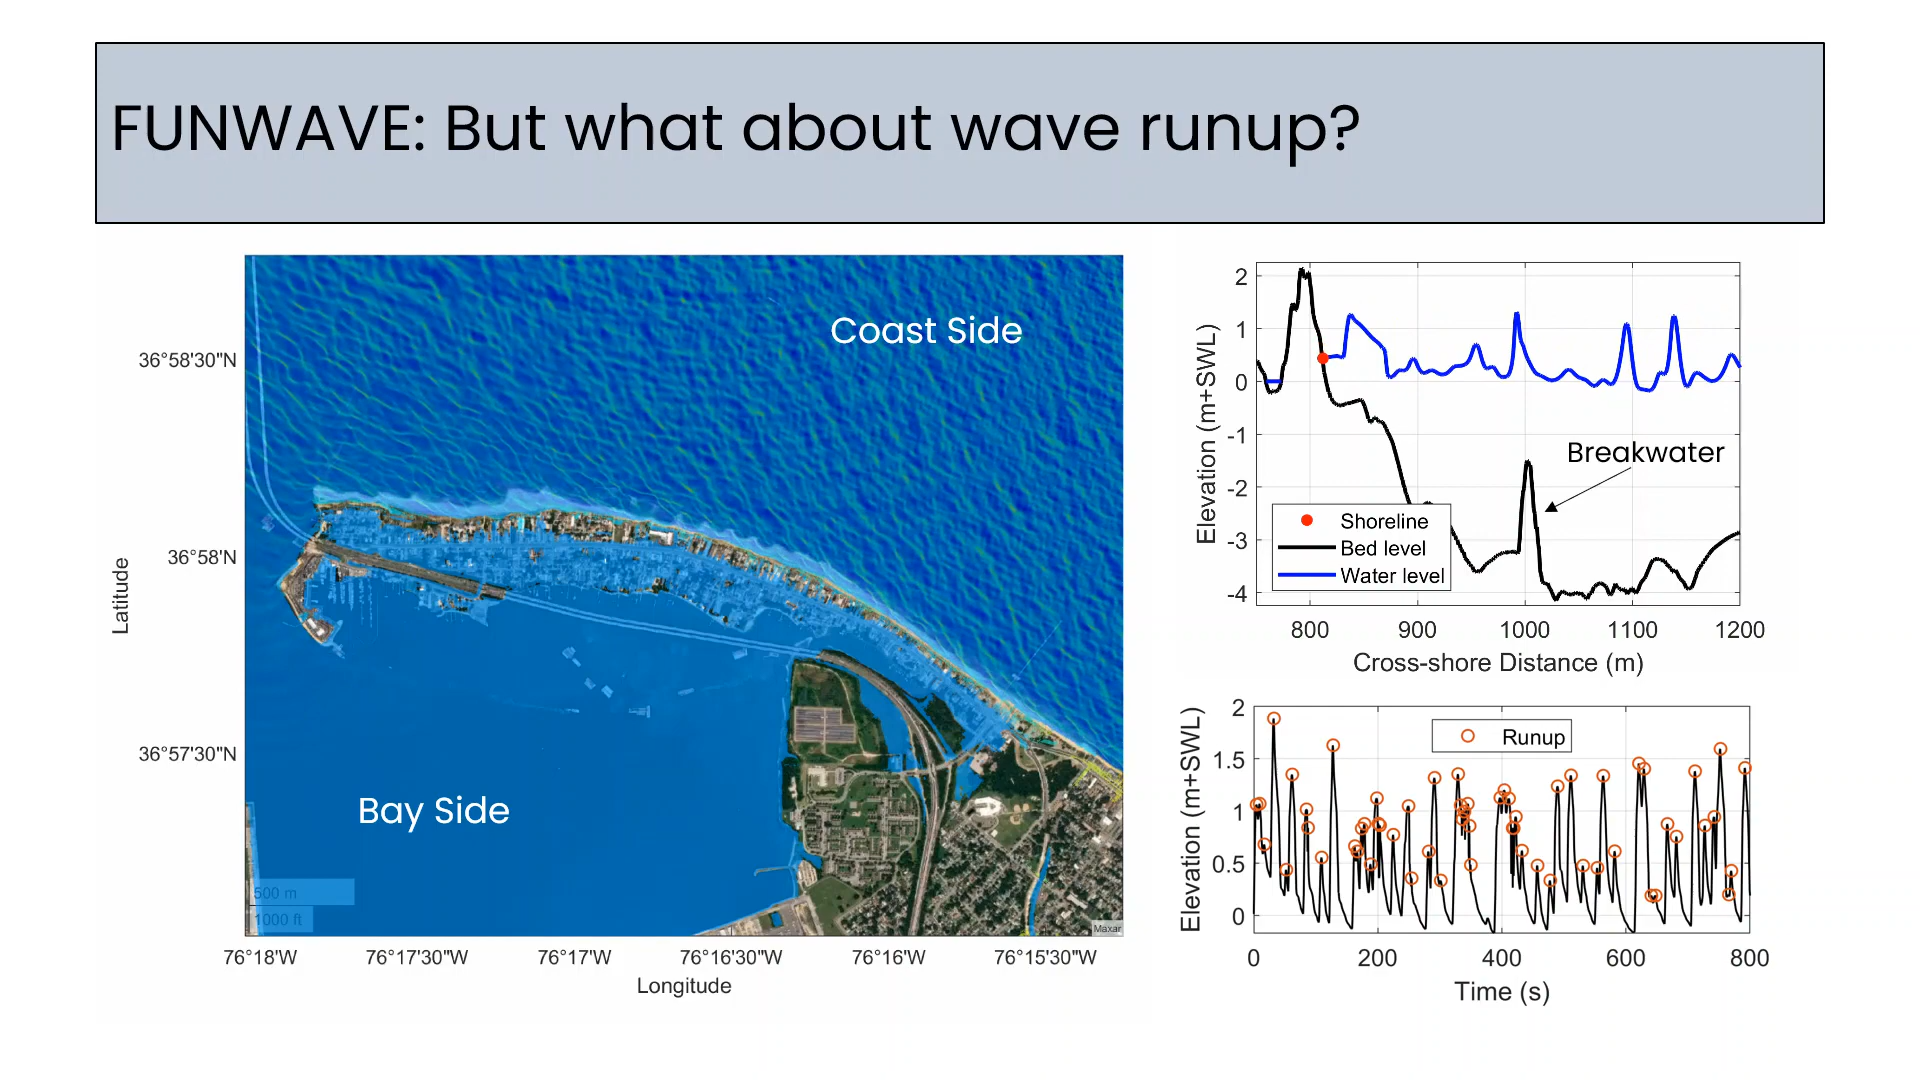 FUNWAVE: But what about wave runup?
Coast Side
Bay Side
36°58'30"N
36°58'N
36°57'30"N
Latitude
500 m
1000 ft
Maxar
76°18'W
76°17'30"W
76°17'W
76°16'30"W
76°16'W
76°15'30"W
Longitude
2
1
0
-1
-2
-3
-4
Elevation (m+SWL)
Breakwater
Shoreline
Bed level
Water level
800
900
1000
1100
1200
Cross-shore Distance (m)
2
1.5
1
0.5
0
Elevation (m+SWL)
Runup
0
200
400
600
800
Time (s)